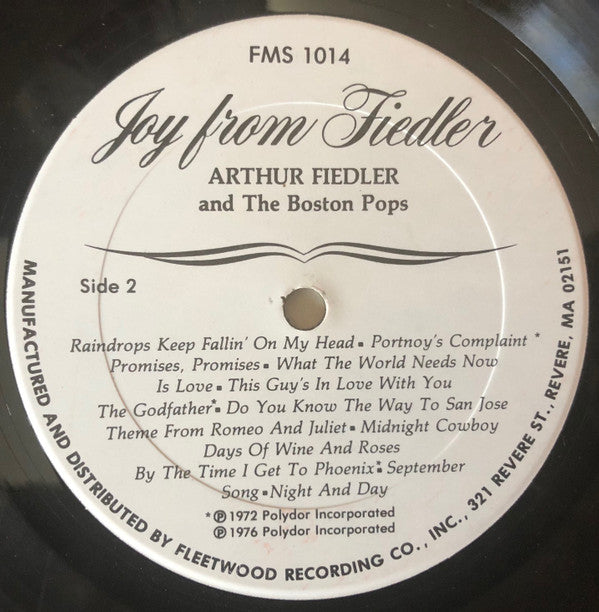 FMS 1014
Joy from Fiedler
ARTHUR FIEDLER
and The Boston Pops
Side 2
Raindrops Keep Fallin' On My Head ▪ Portnoy's Complaint *
Promises, Promises ▪ What The World Needs Now
Is Love ▪ This Guy's In Love With You
The Godfather* ▪ Do You Know The Way To San Jose
Theme From Romeo And Juliet ▪ Midnight Cowboy
Days Of Wine And Roses
By The Time I Get To Phoenix* ▪ September
Song ▪ Night And Day
*℗ 1972 Polydor Incorporated
℗ 1976 Polydor Incorporated
MANUFACTURED AND DISTRIBUTED BY FLEETWOOD RECORDING CO., INC., 321 REVERE ST., REVERE, MA 02151